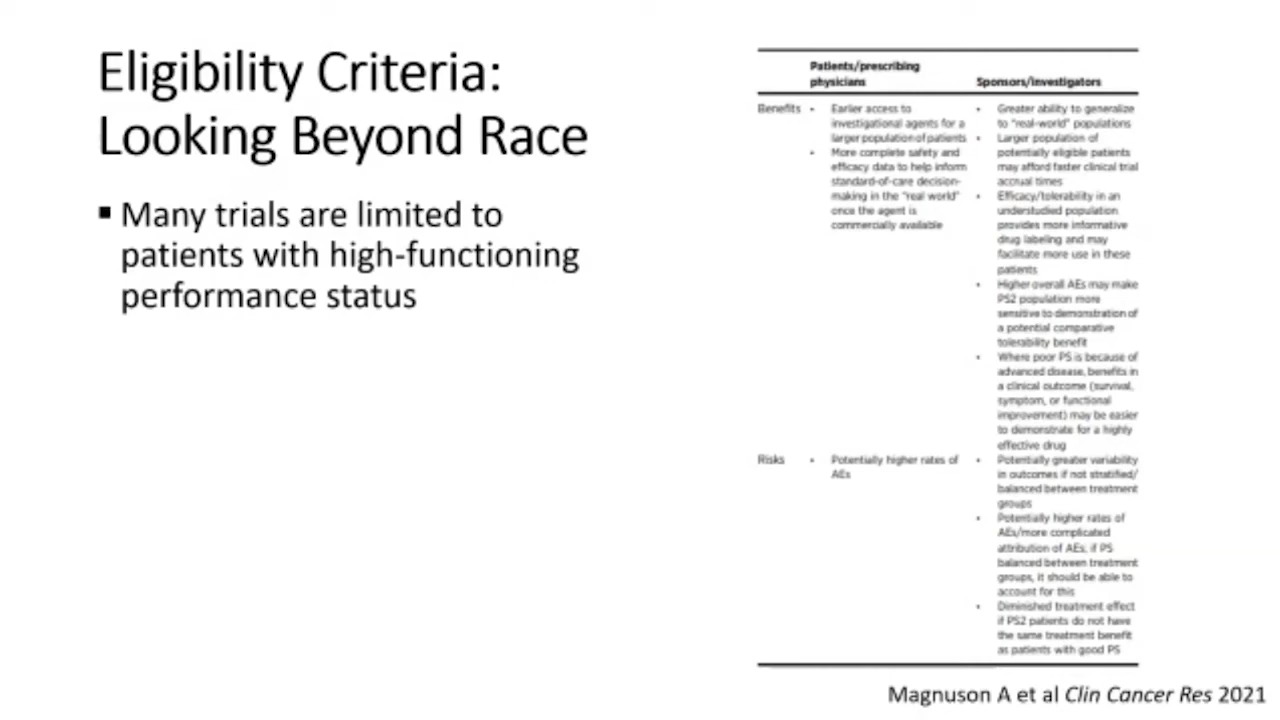 Eligibility Criteria:
Looking Beyond Race
▪ Many trials are limited to
patients with high-functioning
performance status
Patients/prescribing
physicians
Sponsors/investigators
Benefits
• Earlier access to
investigational agents for a
larger population of patients
• More complete safety and
efficacy data to help inform
standard-of-care decision-
making in the "real world"
once the agent is
commercially available
• Greater ability to generalize
to "real-world" populations
• Larger population of
potentially eligible patients
may afford faster clinical trial
accrual times
• Efficacy/tolerability in an
understudied population
provides more informative
drug labeling and may
facilitate more use in these
patients
• Higher overall AEs may make
PS2 population more
sensitive to demonstration of
a potential comparative
tolerability benefit
• Where poor PS is because of
advanced disease, benefits in
a clinical outcome (survival,
symptom, or functional
improvement) may be easier
to demonstrate for a highly
effective drug
Risks
• Potentially higher rates of
AEs
• Potentially greater variability
in outcomes if not stratified/
balanced between treatment
groups
• Potentially higher rates of
AEs/more complicated
attribution of AEs; if PS
balanced between treatment
groups, it should be able to
account for this
• Diminished treatment effect
if PS2 patients do not have
the same treatment benefit
as patients with good PS
Magnuson A et al Clin Cancer Res 2021